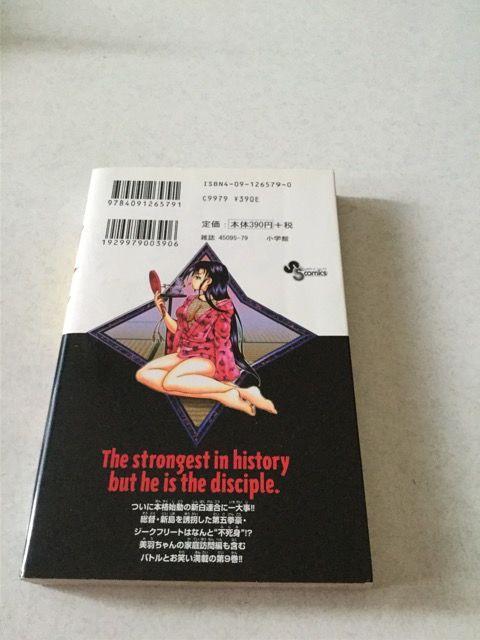 9784091265791
ISBN4-09-126579-0
C9979 ¥390E
1929979003906
定価：本体390円＋税
雑誌 45095-79 小学館
S comics
The strongest in history
but he is the disciple.
ついに本格始動の新白連合に一大事!!
総督・新島を誘拐した第五拳豪・
ジークフリートはなんと“不死身”!?
美羽ちゃんの家庭訪問編も含む
バトルとお笑い満載の第9巻!!